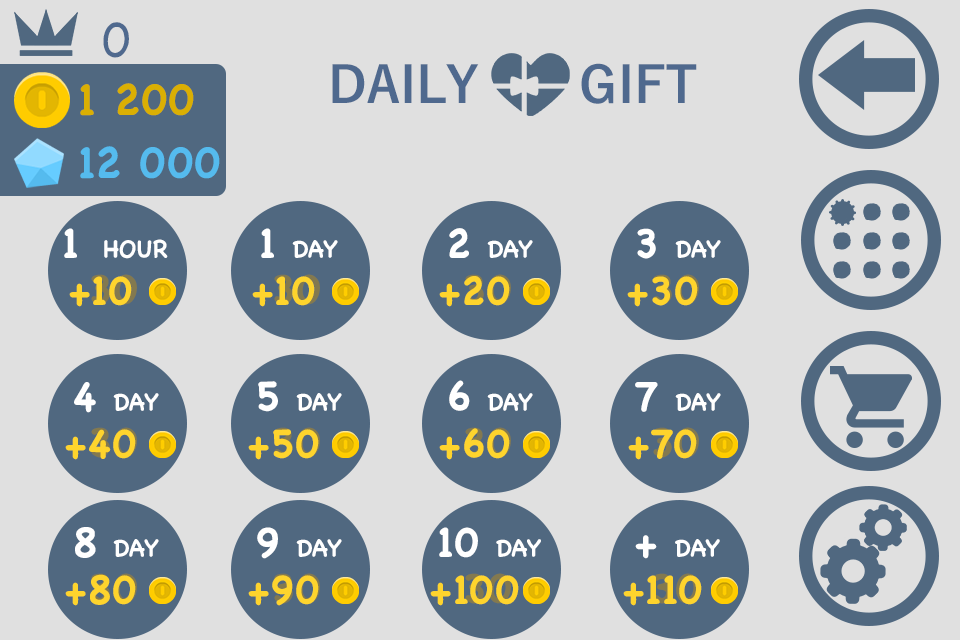 0
1 200
12 000
DAILY GIFT
1 HOUR
+10
1 DAY
+10
2 DAY
+20
3 DAY
+30
4 DAY
+40
5 DAY
+50
6 DAY
+60
7 DAY
+70
8 DAY
+80
9 DAY
+90
10 DAY
+100
+ DAY
+110